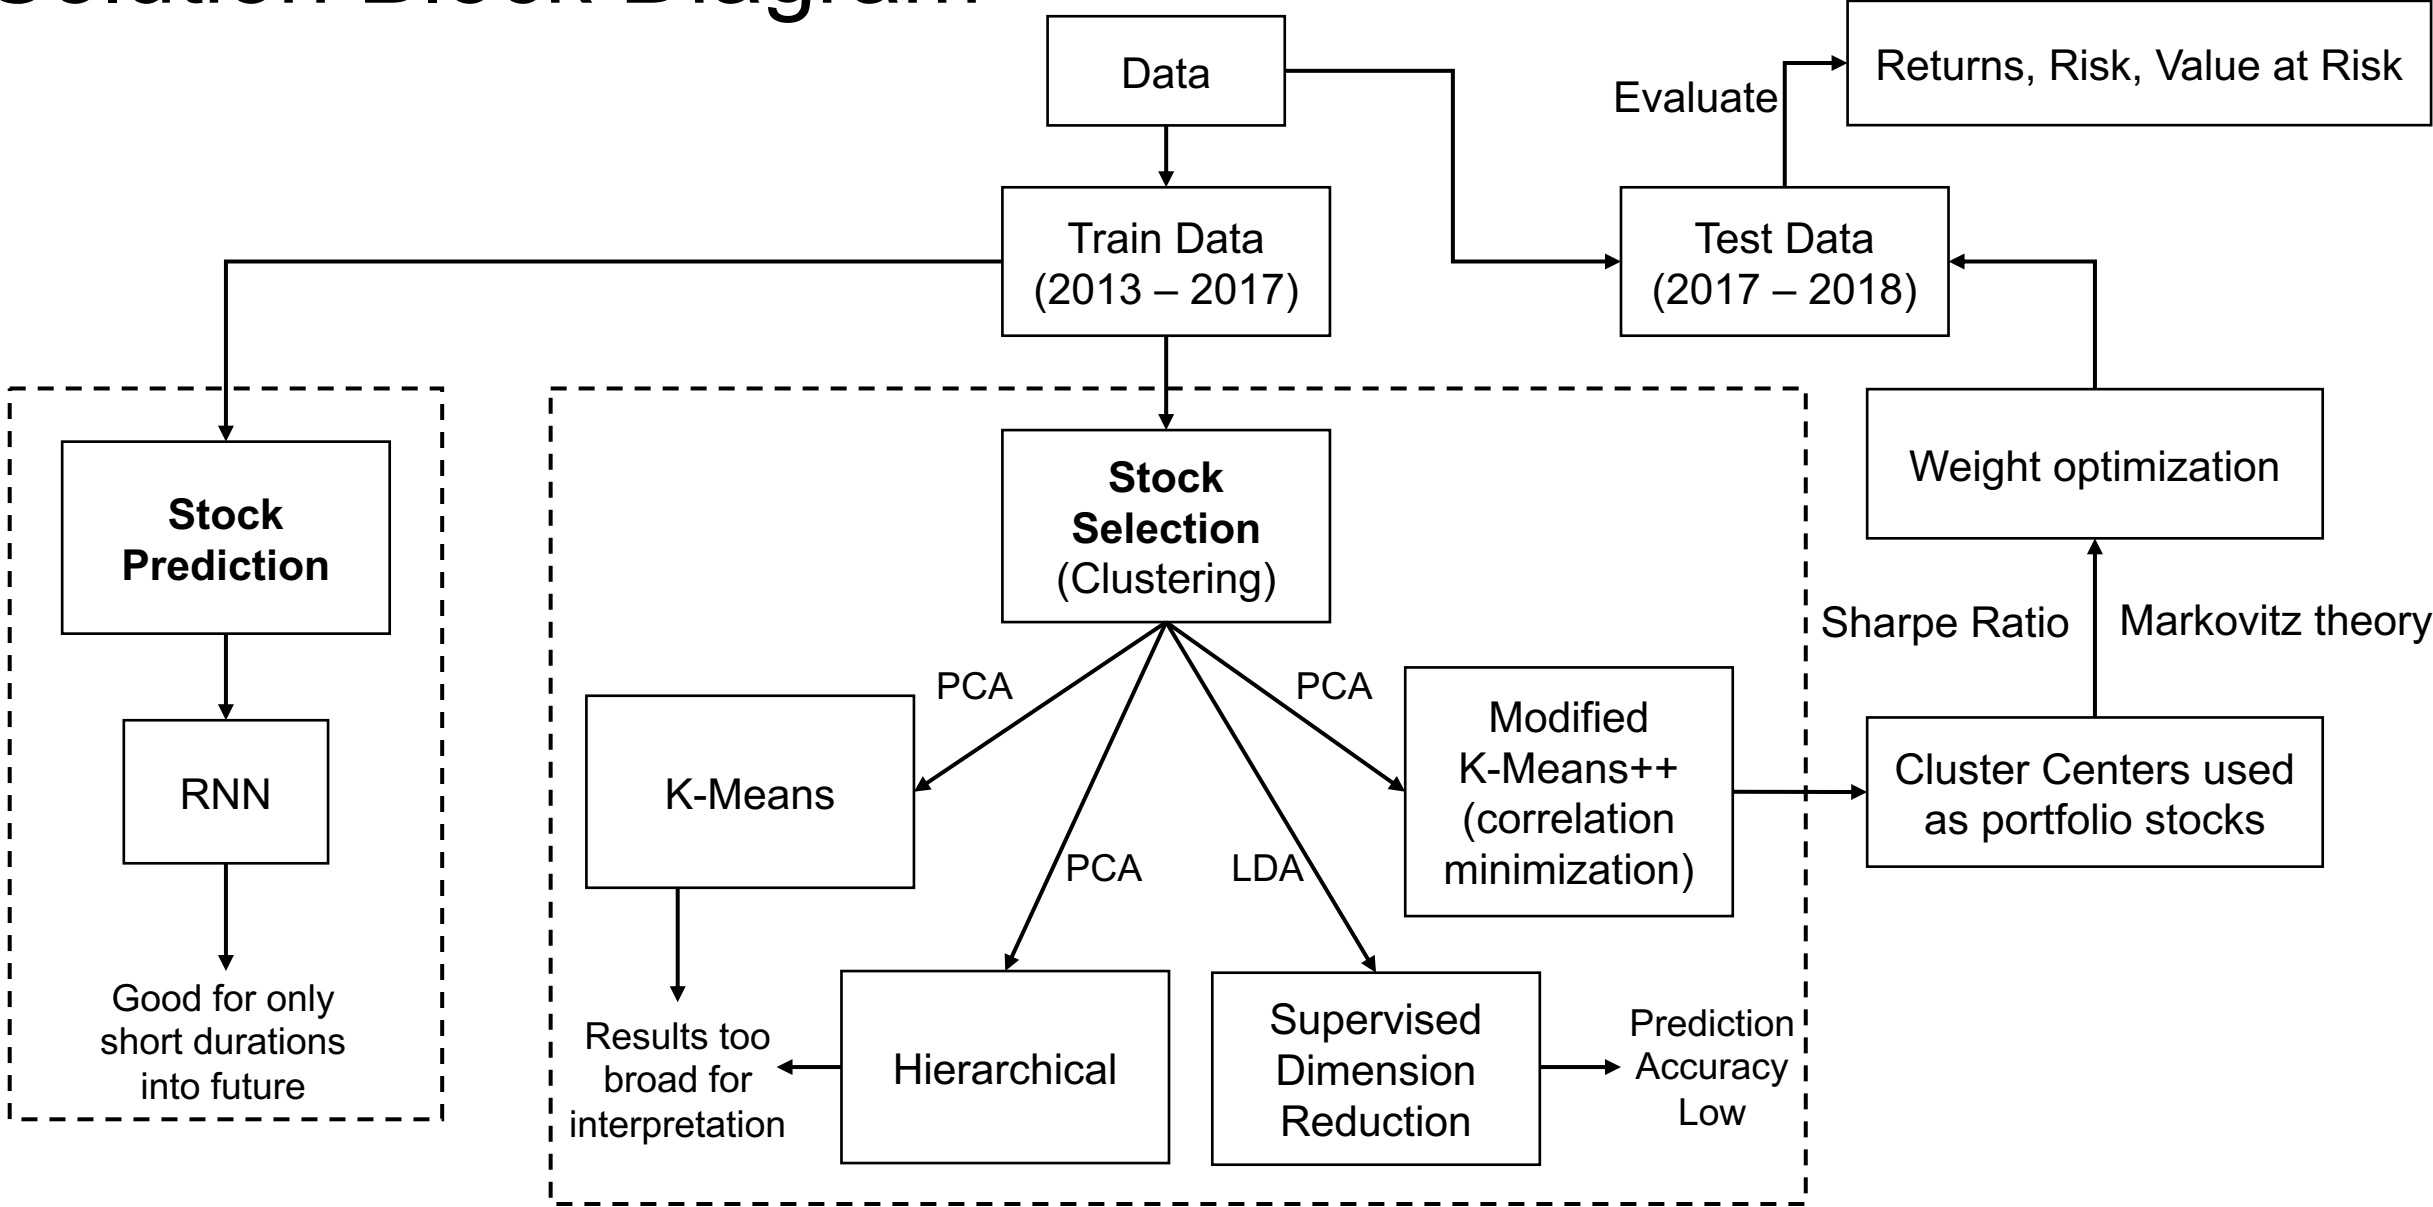 Solution Block Diagram
Data
Returns, Risk, Value at Risk
Evaluate
Train Data
(2013 – 2017)
Test Data
(2017 – 2018)
Stock
Prediction
Stock
Selection
(Clustering)
Weight optimization
Sharpe Ratio
Markovitz theory
PCA
PCA
RNN
K-Means
Modified
K-Means++
(correlation
minimization)
Cluster Centers used
as portfolio stocks
PCA
LDA
Good for only
short durations
into future
Results too
broad for
interpretation
Hierarchical
Supervised
Dimension
Reduction
Prediction
Accuracy
Low